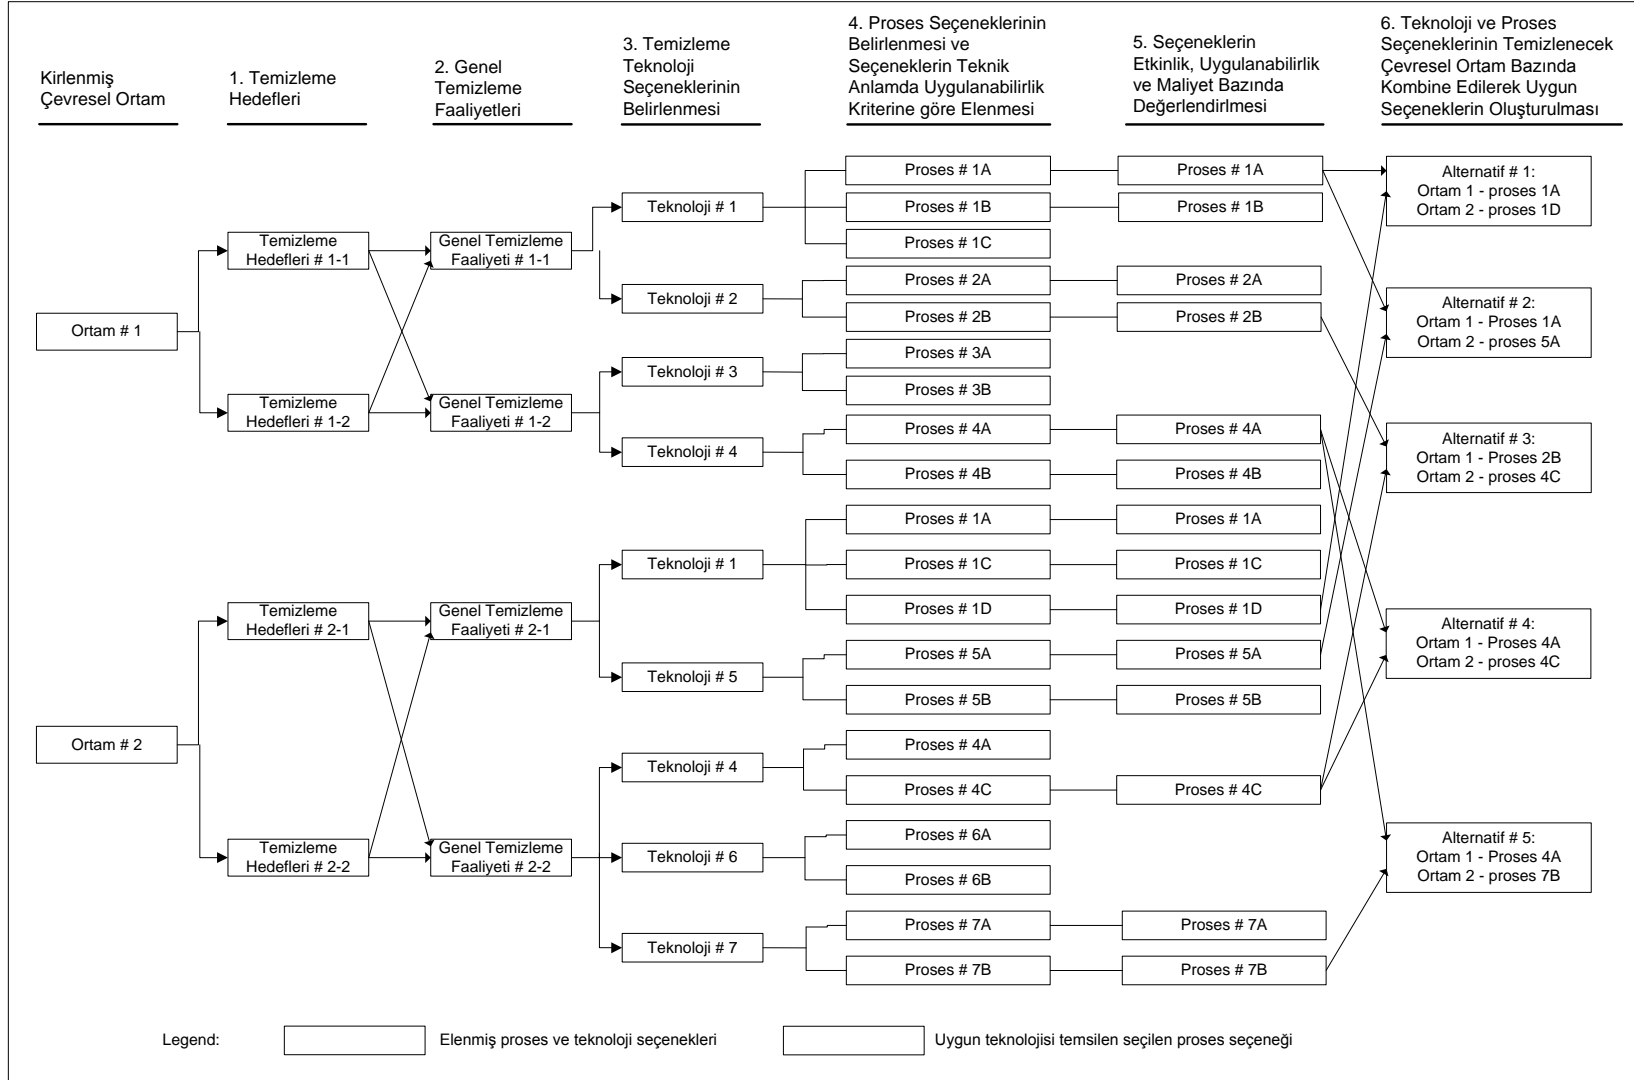 Kirlenmiş
Çevresel Ortam
1. Temizleme
Hedefleri
2. Genel
Temizleme
Faaliyetleri
3. Temizleme
Teknoloji
Seçeneklerinin
Belirlenmesi
4. Proses Seçeneklerinin
Belirlenmesi ve
Seçeneklerin Teknik
Anlamda Uygulanabilirlik
Kriterine göre Elenmesi
5. Seçeneklerin
Etkinlik, Uygulanabilirlik
ve Maliyet Bazında
Değerlendirlmesi
6. Teknoloji ve Proses
Seçeneklerinin Temizlenecek
Çevresel Ortam Bazında
Kombine Edilerek Uygun
Seçeneklerin Oluşturulması
Ortam # 1
Ortam # 2
Temizleme
Hedefleri # 1-1
Temizleme
Hedefleri # 1-2
Temizleme
Hedefleri # 2-1
Temizleme
Hedefleri # 2-2
Genel Temizleme
Faaliyeti # 1-1
Genel Temizleme
Faaliyeti # 1-2
Genel Temizleme
Faaliyeti # 2-1
Genel Temizleme
Faaliyeti # 2-2
Teknoloji # 1
Teknoloji # 2
Teknoloji # 3
Teknoloji # 4
Teknoloji # 1
Teknoloji # 5
Teknoloji # 4
Teknoloji # 6
Teknoloji # 7
Proses # 1A
Proses # 1B
Proses # 1C
Proses # 2A
Proses # 2B
Proses # 3A
Proses # 3B
Proses # 4A
Proses # 4B
Proses # 1A
Proses # 1C
Proses # 1D
Proses # 5A
Proses # 5B
Proses # 4A
Proses # 4C
Proses # 6A
Proses # 6B
Proses # 7A
Proses # 7B
Proses # 1A
Proses # 1B
Proses # 2A
Proses # 2B
Proses # 4A
Proses # 4B
Proses # 1A
Proses # 1C
Proses # 1D
Proses # 5A
Proses # 5B
Proses # 4C
Proses # 7A
Proses # 7B
Alternatif # 1:
Ortam 1 - proses 1A
Ortam 2 - proses 1D
Alternatif # 2:
Ortam 1 - Proses 1A
Ortam 2 - proses 5A
Alternatif # 3:
Ortam 1 - Proses 2B
Ortam 2 - proses 4C
Alternatif # 4:
Ortam 1 - Proses 4A
Ortam 2 - proses 4C
Alternatif # 5:
Ortam 1 - Proses 4A
Ortam 2 - proses 7B
Legend:
Elenmiş proses ve teknoloji seçenekleri
Uygun teknolojisi temsilen seçilen proses seçeneği